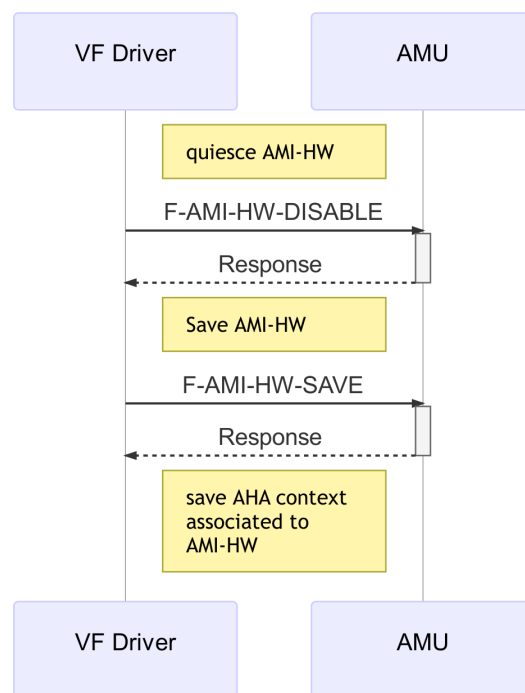 VF Driver
AMU
quiesce AMI-HW
F-AMI-HW-DISABLE
Response
Save AMI-HW
F-AMI-HW-SAVE
Response
save AHA context
associated to
AMI-HW
VF Driver
AMU